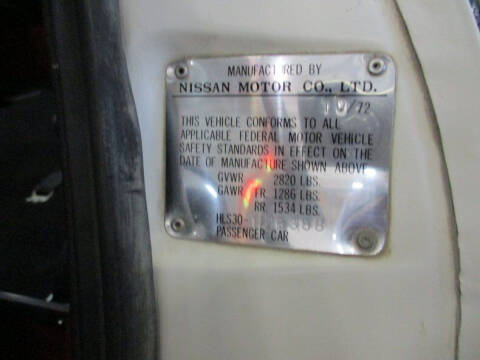 MANUFACTURED BY
NISSAN MOTOR CO., LTD.
/72
THIS VEHICLE CONFORMS TO ALL
APPLICABLE FEDERAL MOTOR VEHICLE
SAFETY STANDARDS IN EFFECT ON THE
DATE OF MANUFACTURE SHOWN ABOVE
GVWR 2820 LBS.
GAWR FR 1286 LBS.
RR 1534 LBS.
HLS30-
PASSENGER CAR